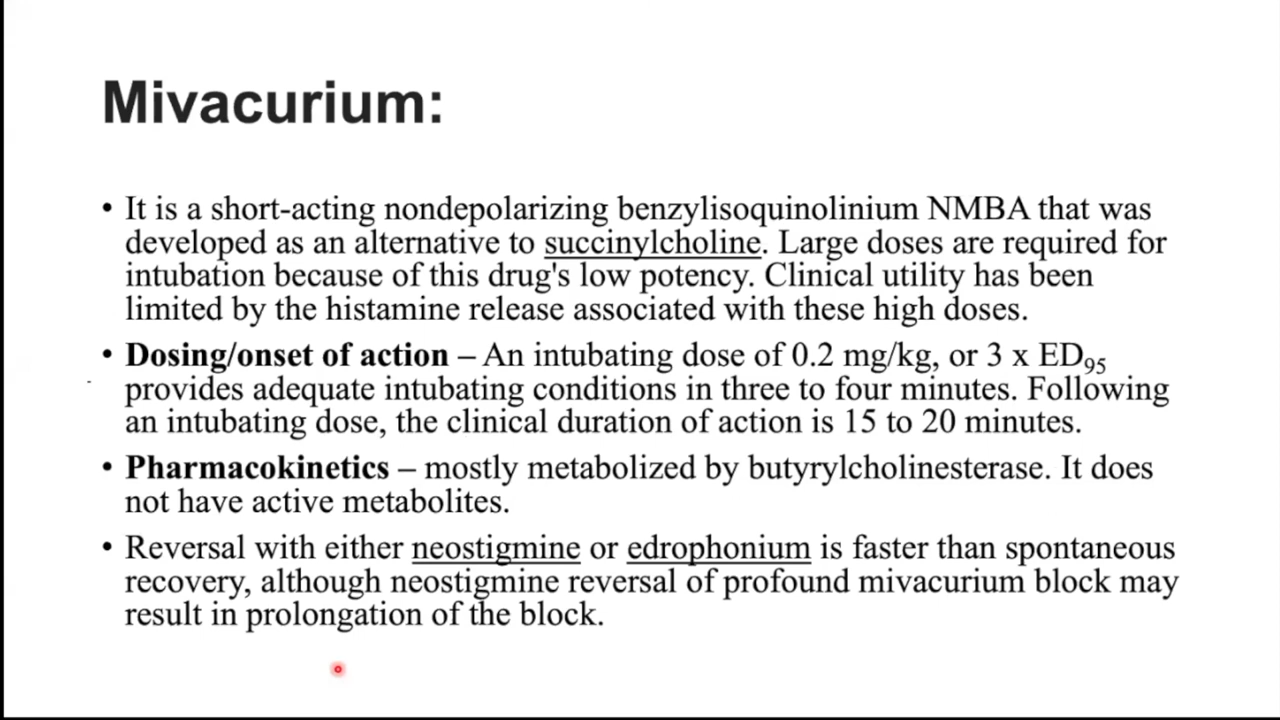 Mivacurium:
• It is a short-acting nondepolarizing benzylisoquinolinium NMBA that was
developed as an alternative to succinylcholine. Large doses are required for
intubation because of this drug's low potency. Clinical utility has been
limited by the histamine release associated with these high doses.
• Dosing/onset of action – An intubating dose of 0.2 mg/kg, or 3 x ED95
provides adequate intubating conditions in three to four minutes. Following
an intubating dose, the clinical duration of action is 15 to 20 minutes.
• Pharmacokinetics – mostly metabolized by butyrylcholinesterase. It does
not have active metabolites.
• Reversal with either neostigmine or edrophonium is faster than spontaneous
recovery, although neostigmine reversal of profound mivacurium block may
result in prolongation of the block.